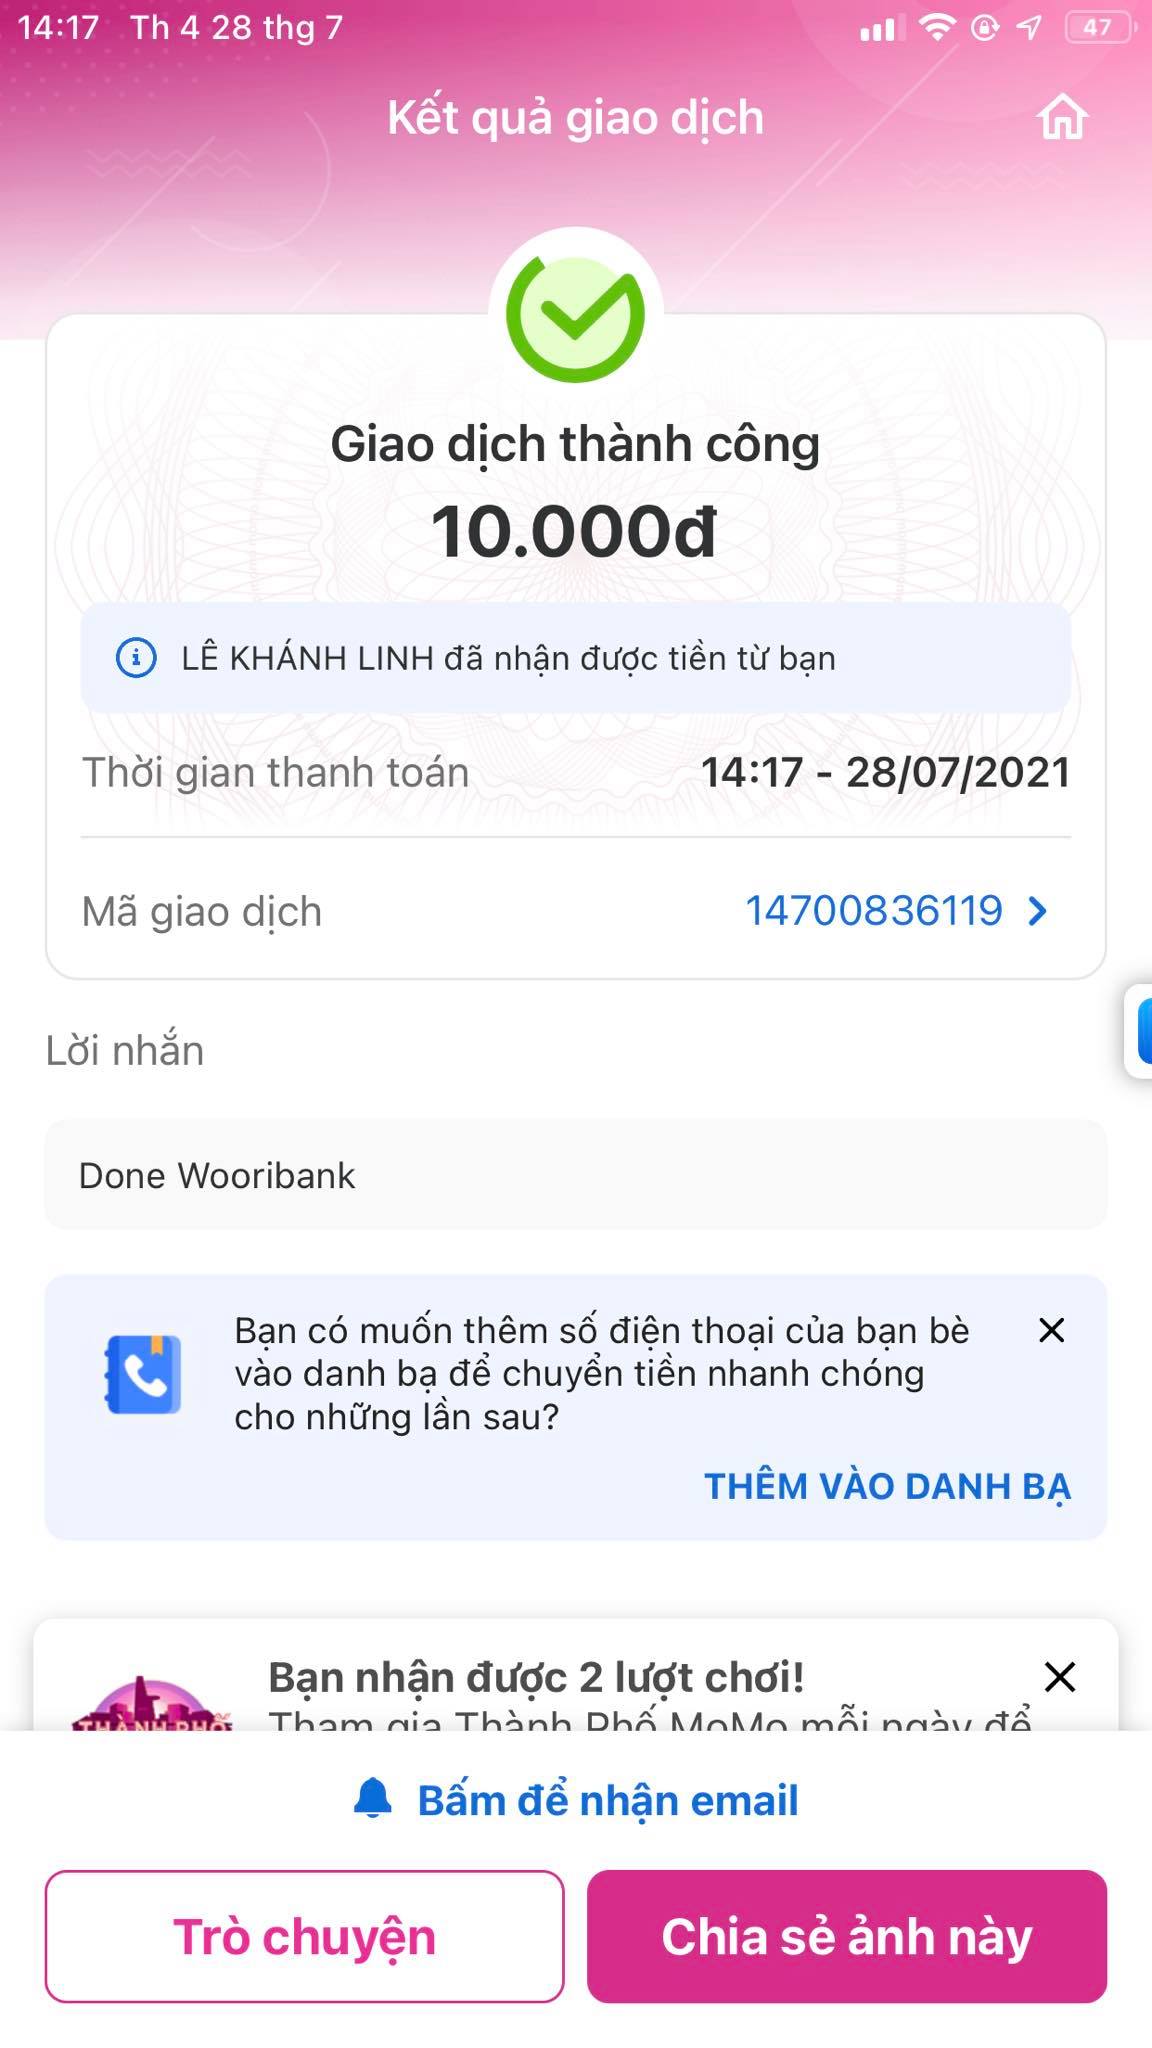 14:17 Th 4 28 thg 7
47
Kết quả giao dịch
Giao dịch thành công
10.000đ
LÊ KHÁNH LINH đã nhận được tiền từ bạn
Thời gian thanh toán 14:17 - 28/07/2021
Mã giao dịch 14700836119
Lời nhắn
Done Wooribank
Bạn có muốn thêm số điện thoại của bạn bè
vào danh bạ để chuyển tiền nhanh chóng
cho những lần sau?
THÊM VÀO DANH BẠ
Bạn nhận được 2 lượt chơi!
THÀNH PHỐ
Tham gia Thành Phố MoMo mỗi ngày để
Bấm để nhận email
Trò chuyện
Chia sẻ ảnh này